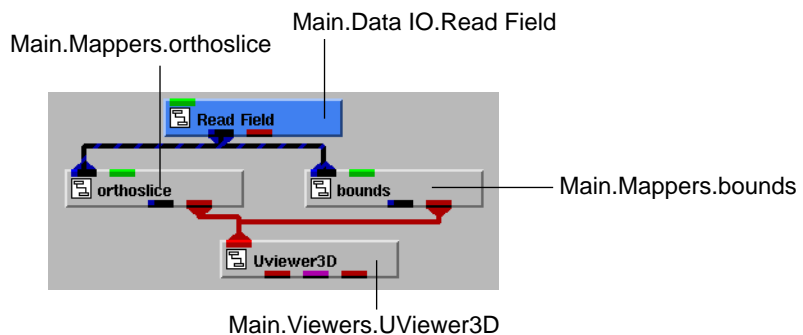 Main.Data IO.Read Field
Main.Mappers.orthoslice
Read Field
orthoslice
bounds
Main.Mappers.bounds
Uviewer3D
Main.Viewers.UViewer3D